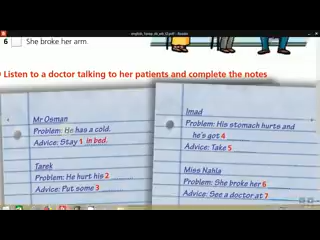 english_5prep_sb_wb_t2.pdf - Reader
6 She broke her arm.
Listen to a doctor talking to her patients and complete the notes
Mr Osman
Problem: He has a cold.
Advice: Stay 1 in bed.
Tarek
Problem: He hurt his 2
Advice: Put some 3
Imad
Problem: His stomach hurts and
he's got 4
Advice: Take 5
Miss Nahla
Problem: She broke her 6
Advice: See a doctor at 7